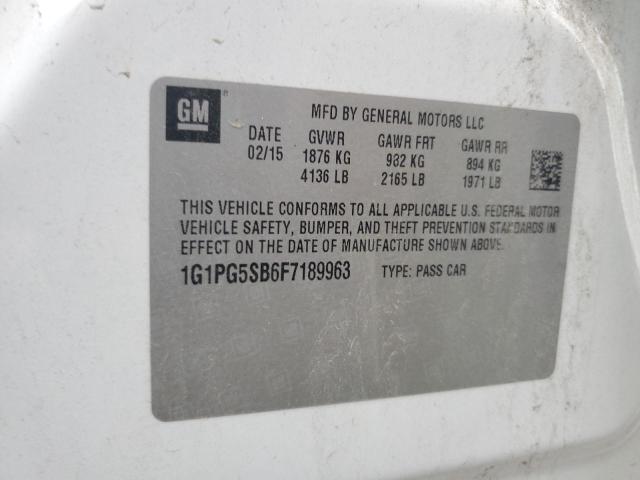 GM ®
MFD BY GENERAL MOTORS LLC
DATE GVWR GAWR FRT GAWR RR
02/15 1876 KG 982 KG 894 KG
4136 LB 2165 LB 1971 LB
THIS VEHICLE CONFORMS TO ALL APPLICABLE U.S. FEDERAL MOTOR
VEHICLE SAFETY, BUMPER, AND THEFT PREVENTION STANDARDS IN
EFFECT ON THE DATE OF MANUFACTURE SHOWN ABOVE.
1G1PG5SB6F7189963 TYPE: PASS CAR